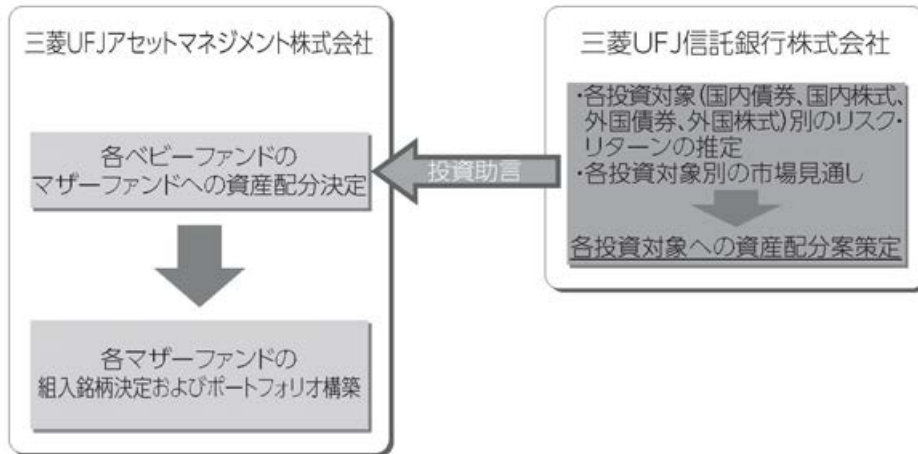 三菱UFJアセットマネジメント株式会社
各ベビーファンドの
マザーファンドへの資産配分決定
各マザーファンドの
組入銘柄決定およびポートフォリオ構築
投資助言
三菱UFJ信託銀行株式会社
・各投資対象(国内債券、国内株式、
外国債券、外国株式)別のリスク・
リターンの推定
・各投資対象別の市場見通し
各投資対象への資産配分案策定